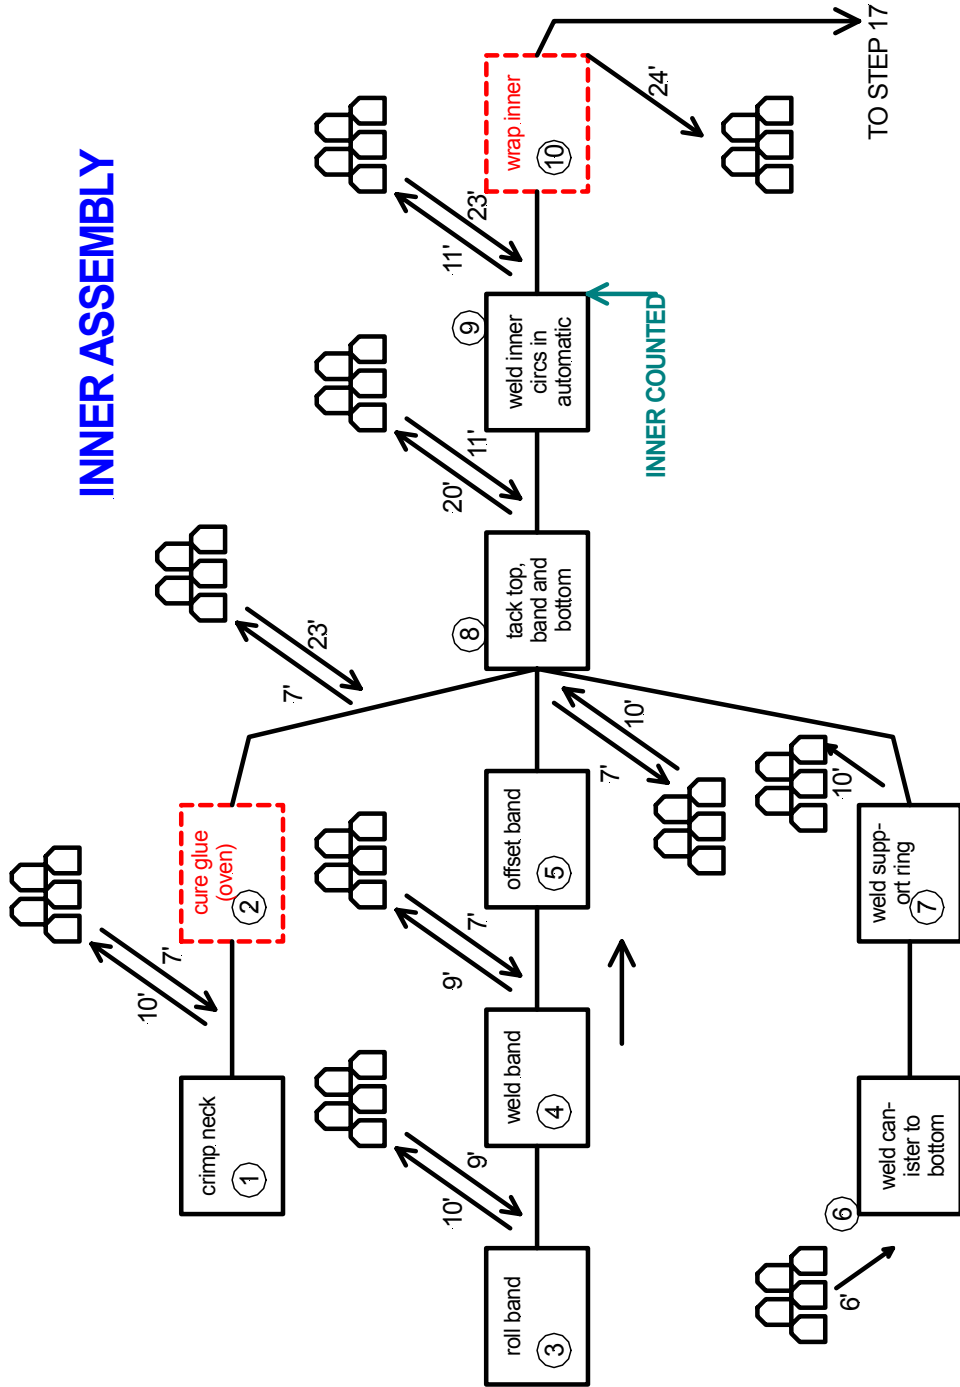 INNER ASSEMBLY
10'
7'
7'
23'
crimp neck
1
cure glue
(oven)
2
10'
9'
9'
7'
20'
11'
11'
23'
roll band
3
weld band
4
offset band
5
7'
10'
8
tack top,
band and
bottom
9
weld inner
circs in
automatic
INNER COUNTED
wrap inner
10
24'
TO STEP 17
6'
6
weld can-
ister to
bottom
weld supp-
ort ring
7
10'